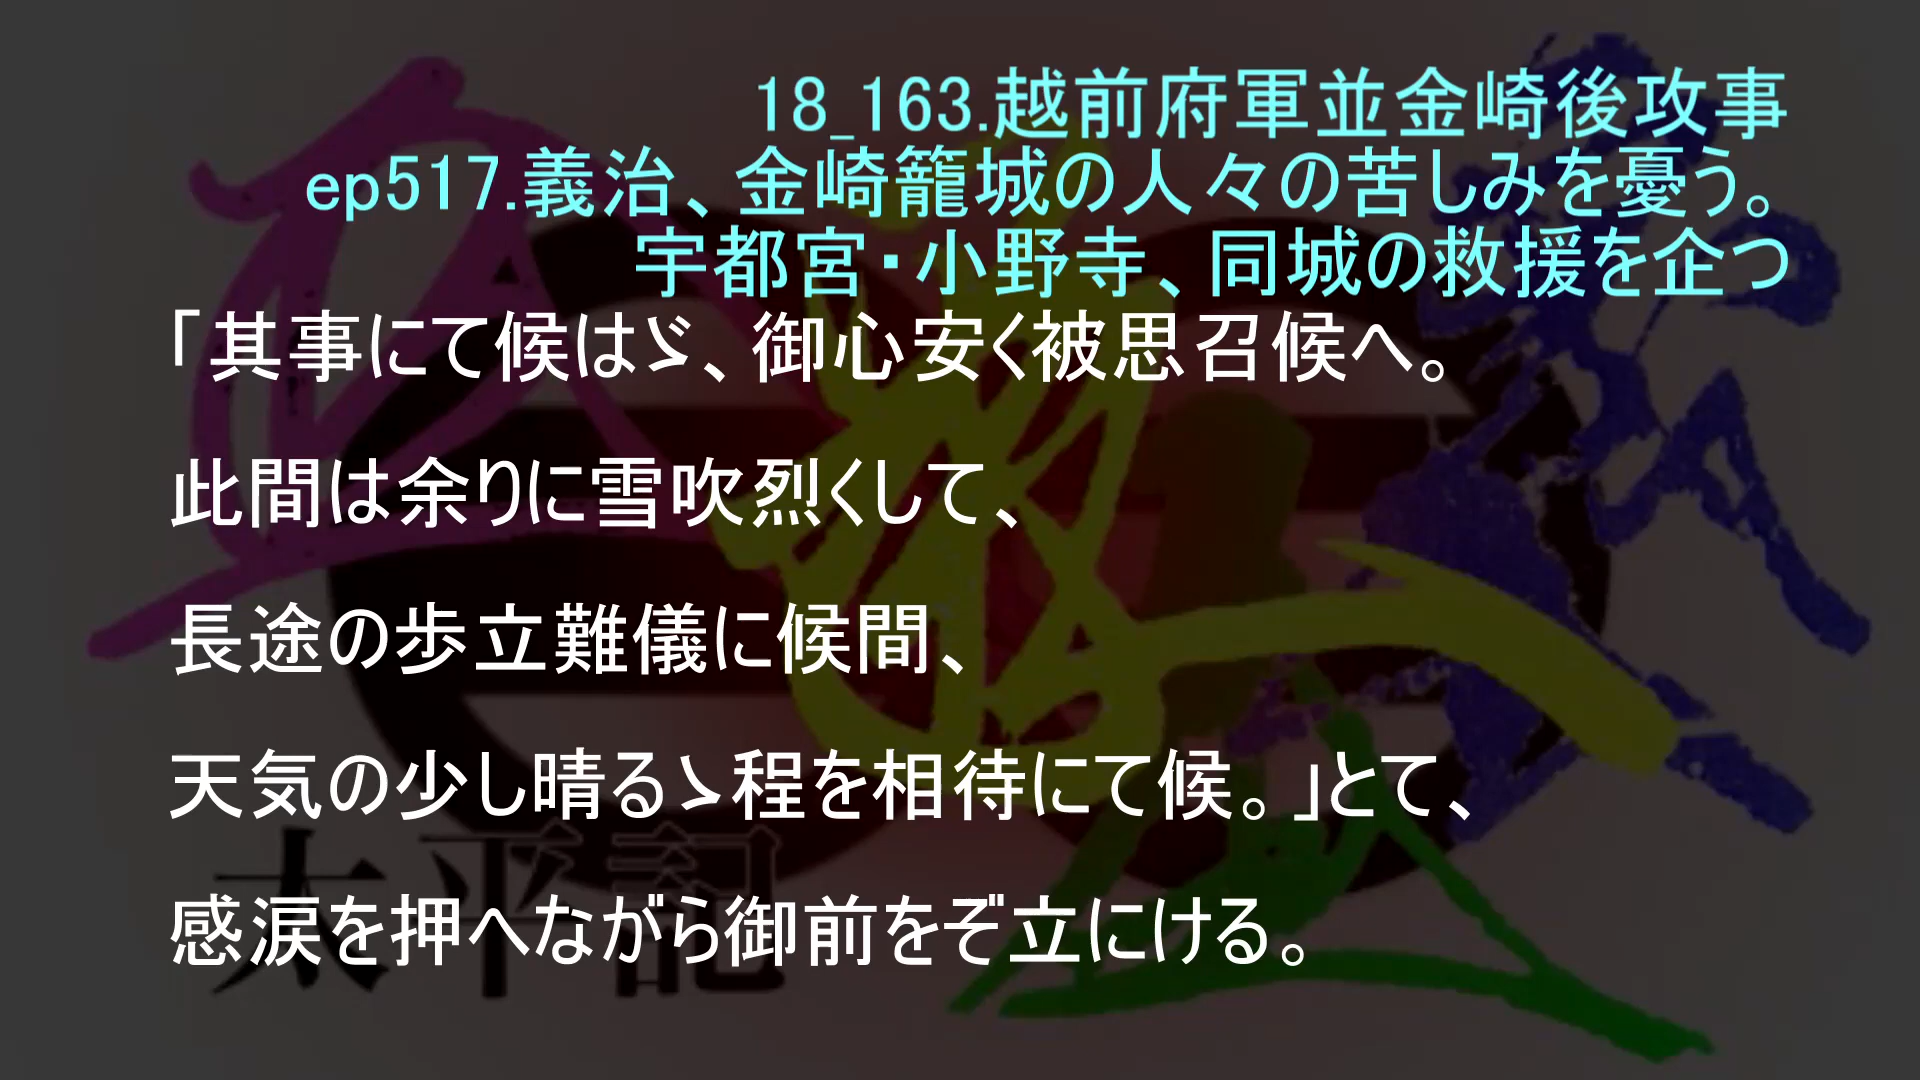 18_163.越前府軍並金崎後攻事
ep517.義治、金崎籠城の人々の苦しみを憂う。
宇都宮・小野寺、同城の救援を企つ
「其事にて候はゞ、御心安く被思召候へ。
此間は余りに雪吹烈くして、
長途の歩立難儀に候間、
天気の少し晴るゝ程を相待にて候。」とて、
感涙を押へながら御前をぞ立にける。
太平記